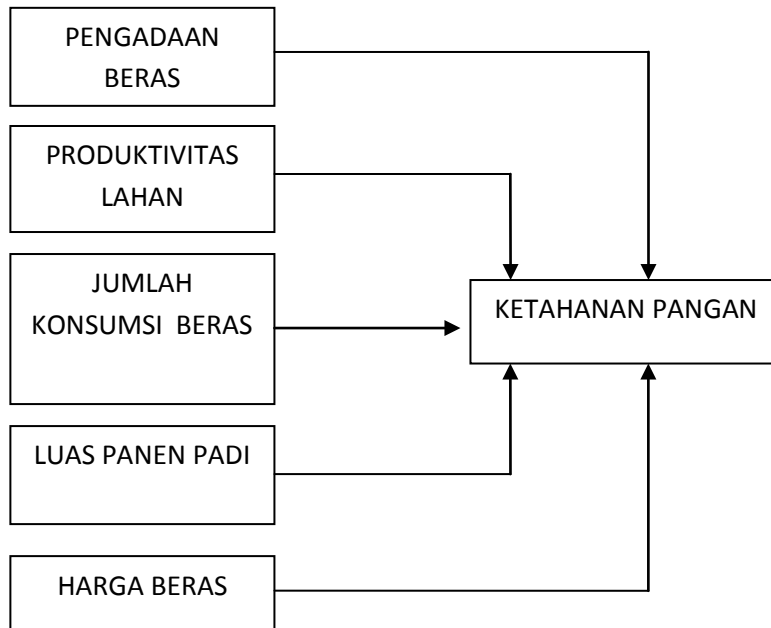 PENGADAAN
BERAS
PRODUKTIVITAS
LAHAN
JUMLAH
KONSUMSI BERAS
KETAHANAN PANGAN
LUAS PANEN PADI
HARGA BERAS